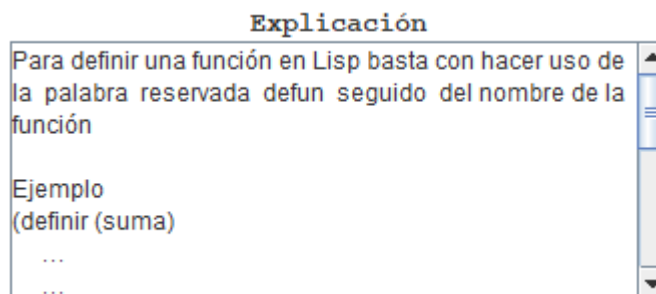 Explicación
Para definir una función en Lisp basta con hacer uso de
la palabra reservada defun seguido del nombre de la
función
Ejemplo
(definir (suma)
...
...